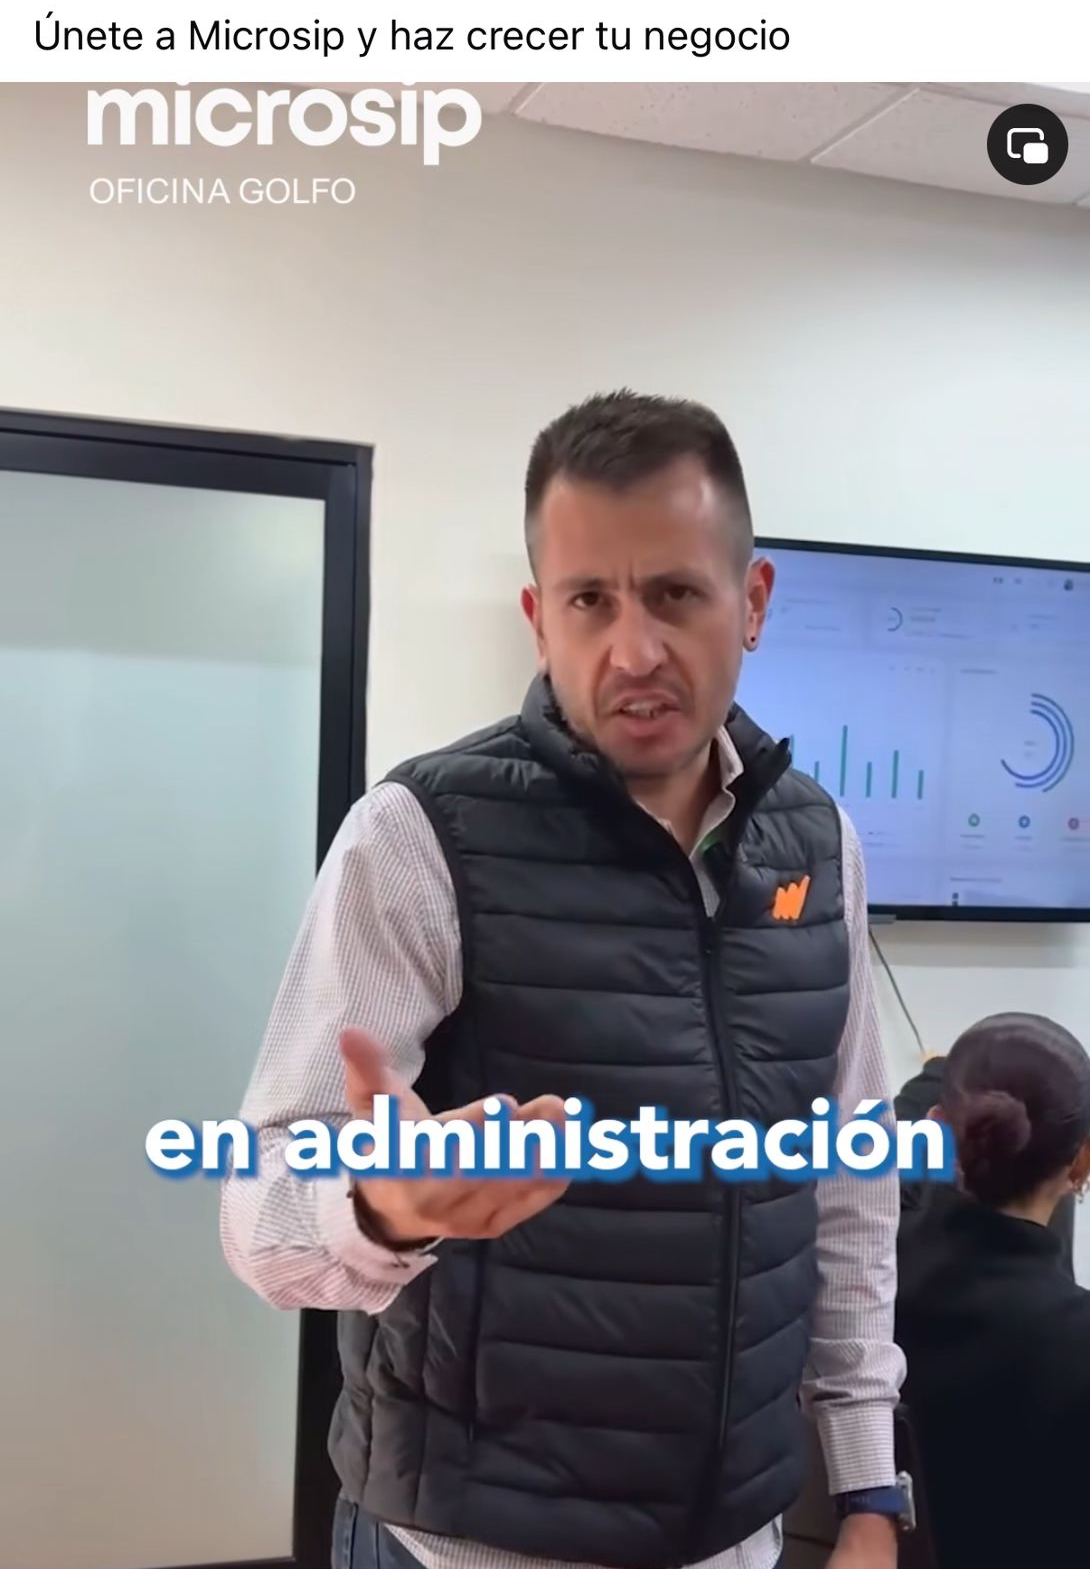 Únete a Microsip y haz crecer tu negocio
microsip
OFICINA GOLFO
en administración